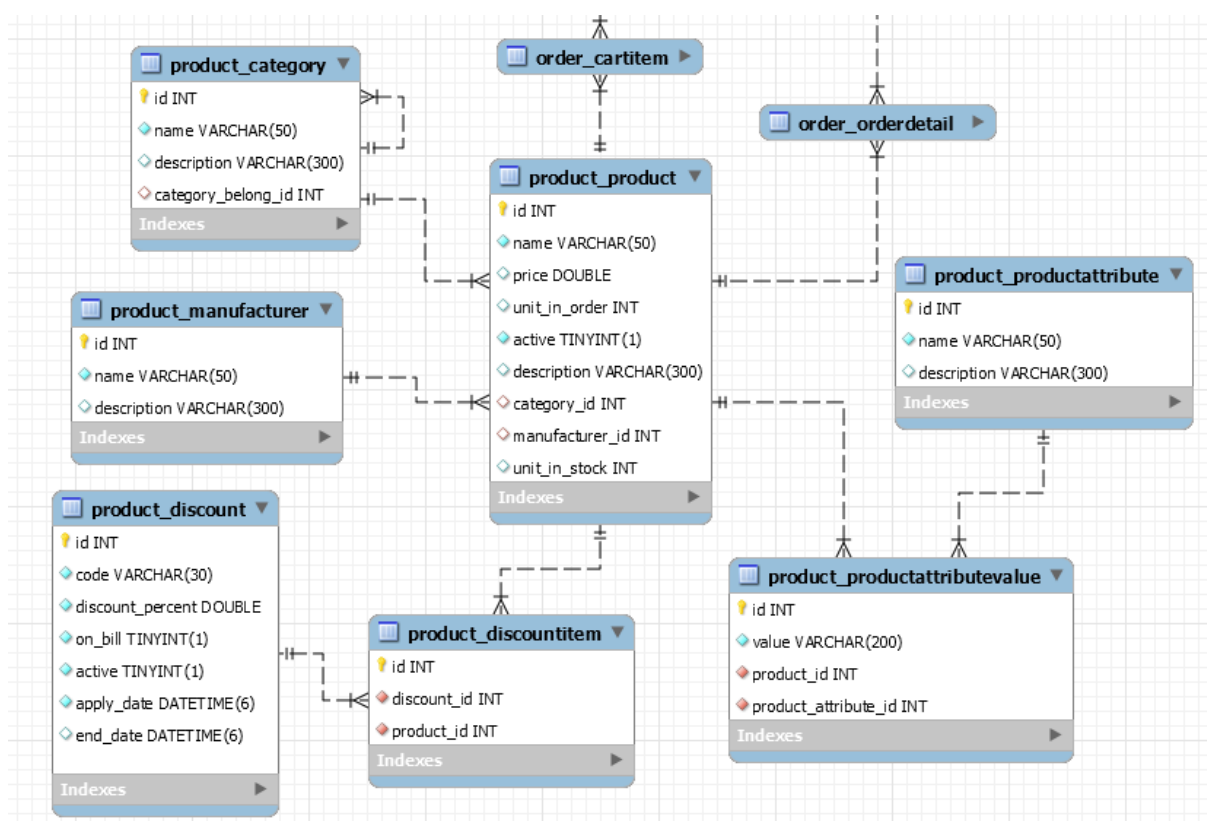 product_category
id INT
name VARCHAR(50)
description VARCHAR(300)
category_belong_id INT
Indexes
order_cartitem
order_orderdetail
product_product
id INT
name VARCHAR(50)
price DOUBLE
unit_in_order INT
active TINYINT(1)
description VARCHAR(300)
category_id INT
manufacturer_id INT
unit_in_stock INT
Indexes
product_manufacturer
id INT
name VARCHAR(50)
description VARCHAR(300)
Indexes
product_productattribute
id INT
name VARCHAR(50)
description VARCHAR(300)
Indexes
product_discount
id INT
code VARCHAR(30)
discount_percent DOUBLE
on_bill TINYINT(1)
active TINYINT(1)
apply_date DATETIME(6)
end_date DATETIME(6)
Indexes
product_discountitem
id INT
discount_id INT
product_id INT
Indexes
product_productattributevalue
id INT
value VARCHAR(200)
product_id INT
product_attribute_id INT
Indexes